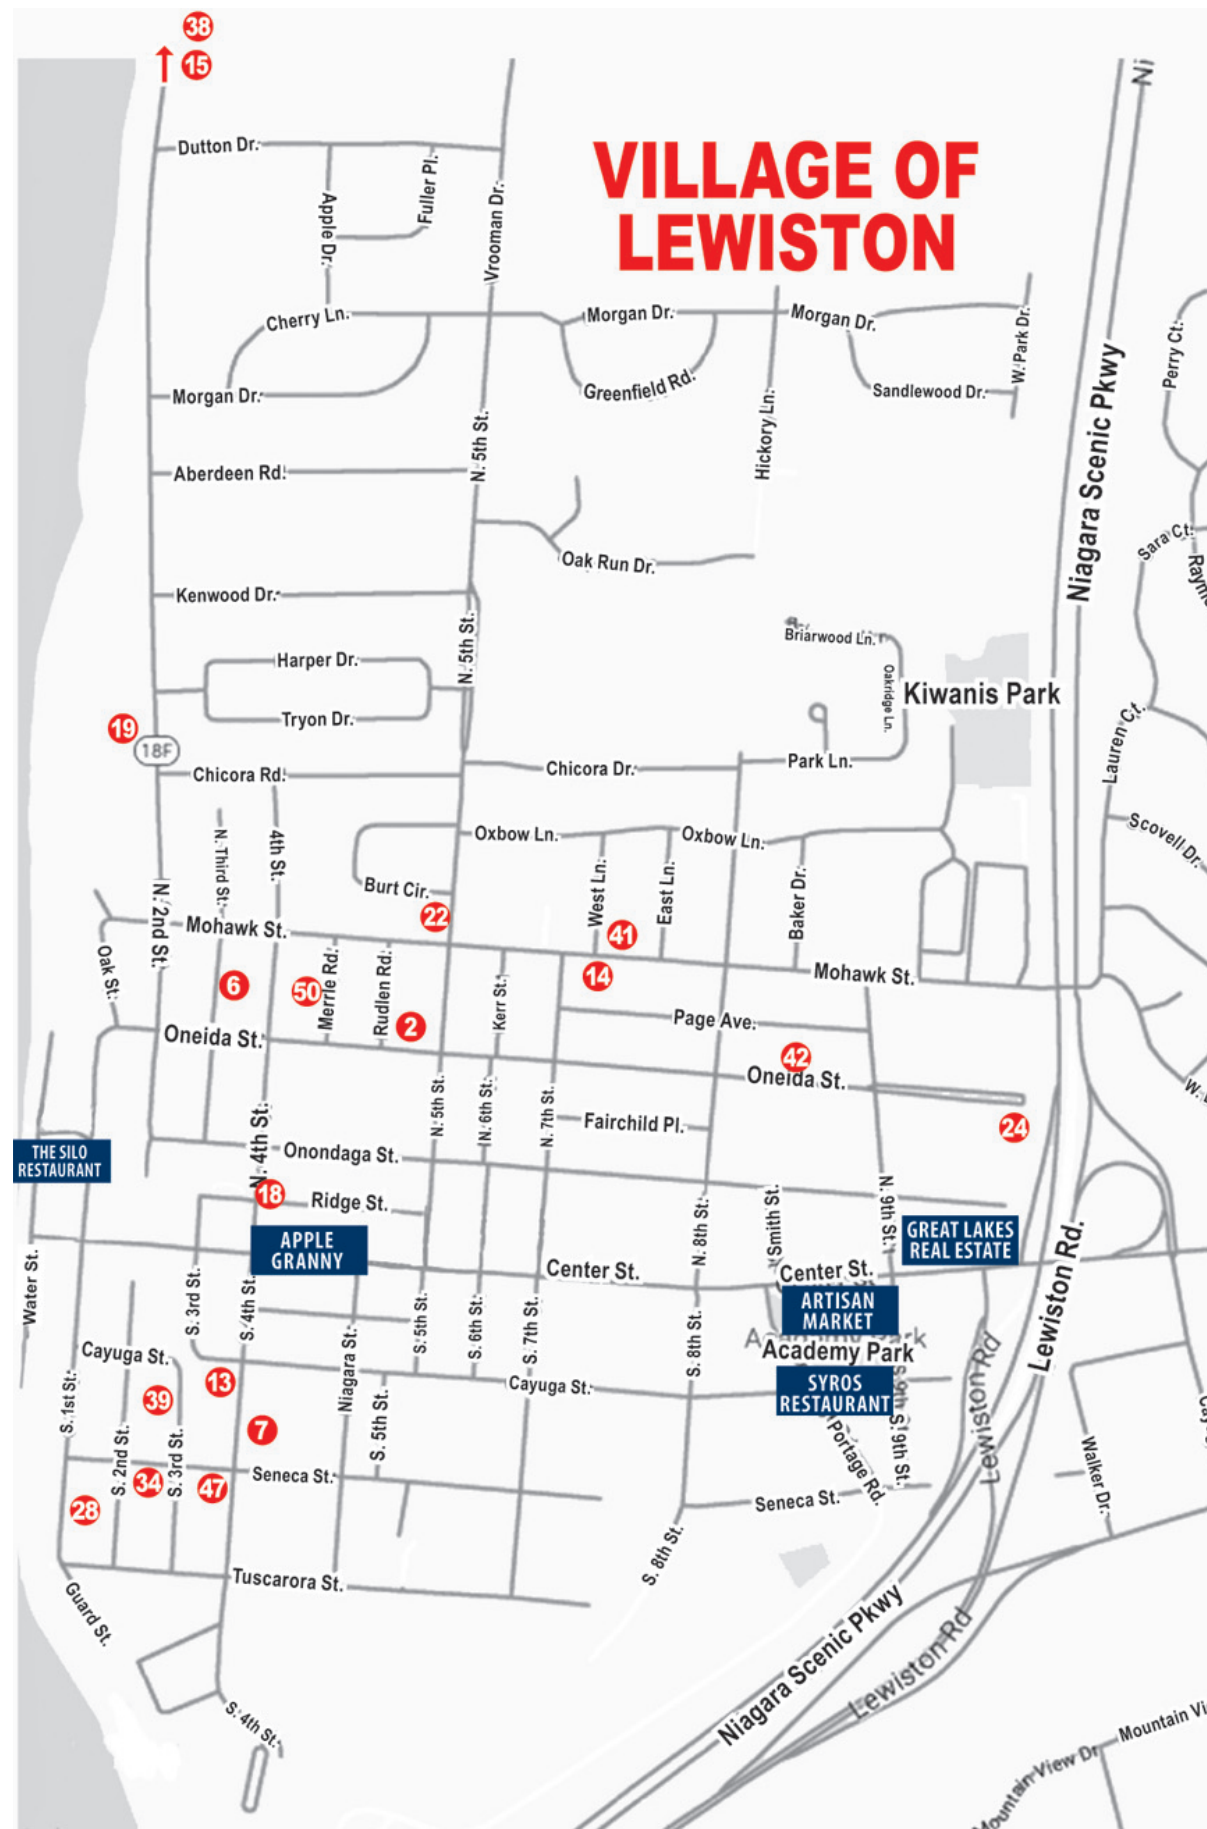 38
15
VILLAGE OF
LEWISTON
Ni
Dutton Dr.
Apple Dr.
Fuller Pl.
Vrooman Dr.
Cherry Ln.
Morgan Dr.
Morgan Dr.
W. Park Dr.
Perry Ct.
Niagara Scenic Pkwy
Morgan Dr.
Greenfield Rd.
Sandlewood Dr.
Hickory Ln.
N. 5th St.
Aberdeen Rd.
Sara Ct.
Oak Run Dr.
Kenwood Dr.
N. 5th St.
Briarwood Ln.
Oakridge Ln.
Kiwanis Park
Harper Dr.
Tryon Dr.
19
18F
Lauren Ct.
Chicora Rd.
Chicora Dr.
Park Ln.
N. Third St.
4th St.
Oxbow Ln.
Oxbow Ln.
Scovell Dr.
Burt Cir.
West Ln.
East Ln.
Baker Dr.
22
N. 2nd St.
Mohawk St.
41
Oak St.
Mohawk St.
14
6
50
Merrle Rd.
Rudlen Rd.
Kerr St.
2
Page Ave.
Oneida St.
42
Oneida St.
N. 5th St.
N. 6th St.
N. 7th St.
Fairchild Pl.
24
N. 4th St.
THE SILO
RESTAURANT
Onondaga St.
18
Ridge St.
N. 8th St.
Smith St.
N. 9th St.
GREAT LAKES
REAL ESTATE
Lewiston Rd.
APPLE
GRANNY
Water St.
Center St.
Center St.
S. 3rd St.
S. 4th St.
S. 5th St.
S. 6th St.
S. 7th St.
S. 8th St.
ARTISAN
MARKET
Academy Park
Academy Park
Cayuga St.
Niagara St.
SYROS
RESTAURANT
S. 9th St.
S. 9th St.
Lewiston Rd
13
39
Cayuga St.
S. 1st St.
S. 5th St.
7
Portage Rd.
Walker Dr.
S. 2nd St.
S. 3rd St.
34
47
Seneca St.
Seneca St.
28
S. 8th St.
Tuscarora St.
Guard St.
Niagara Scenic Pkwy
Lewiston Rd
S. 4th St.
Mountain View Dr
Mountain Vi